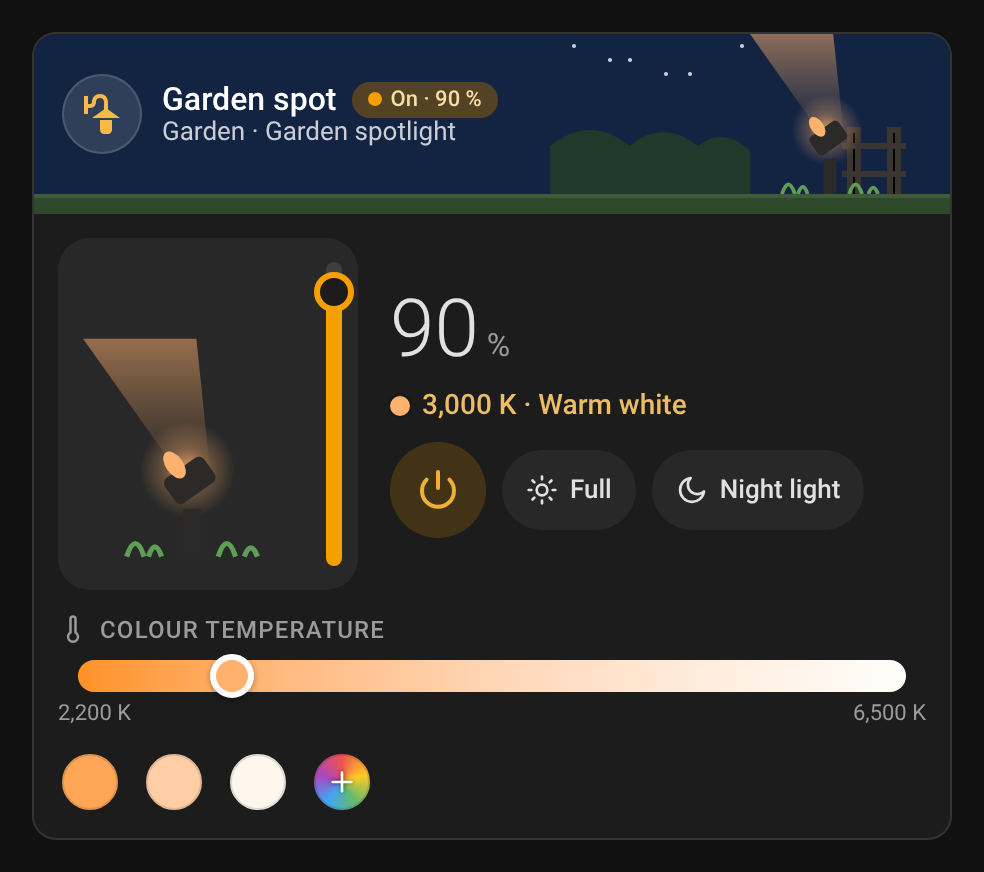 Garden spot
On · 90 %
Garden · Garden spotlight
90 %
3,000 K · Warm white
Full
Night light
COLOUR TEMPERATURE
2,200 K
6,500 K